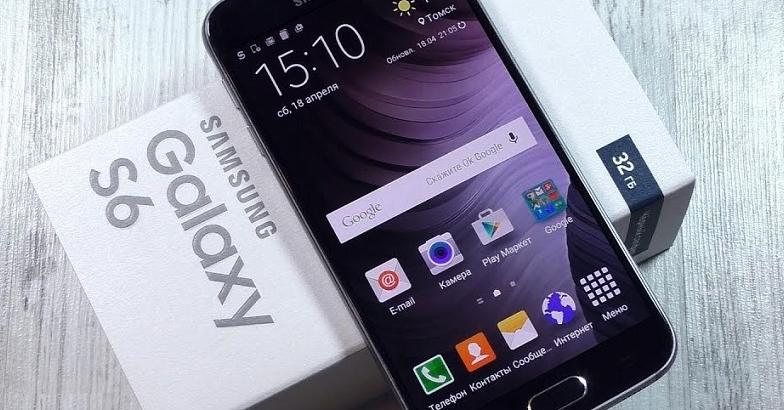 SAMSUNG
Galaxy
S6
15:10
сб, 18 апреля
Томск
Обновл. 18.04 21:05
Google
Скажите Ok Google
E-mail
Камера
Play Маркет
Google
Телефон
Контакты
Сообще...
Интернет
Меню
32 ГБ